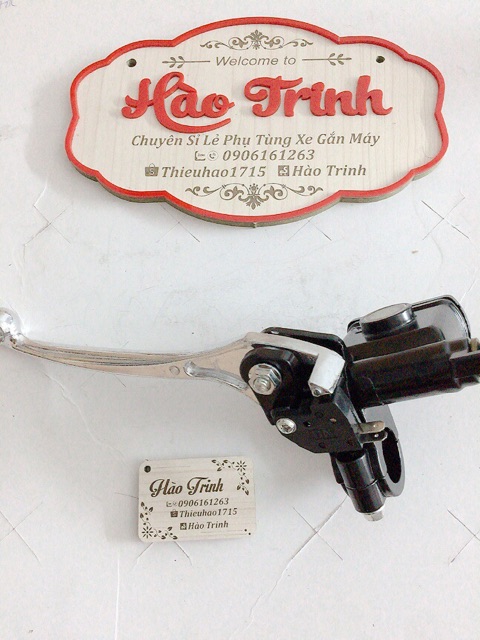 Welcome to
Hào Trinh
Chuyên Sỉ Lẻ Phụ Tùng Xe Gắn Máy
0906161263
Thieuhao1715 Hào Trinh
Hào Trinh
0906161263
Thieuhao1715
Hào Trinh